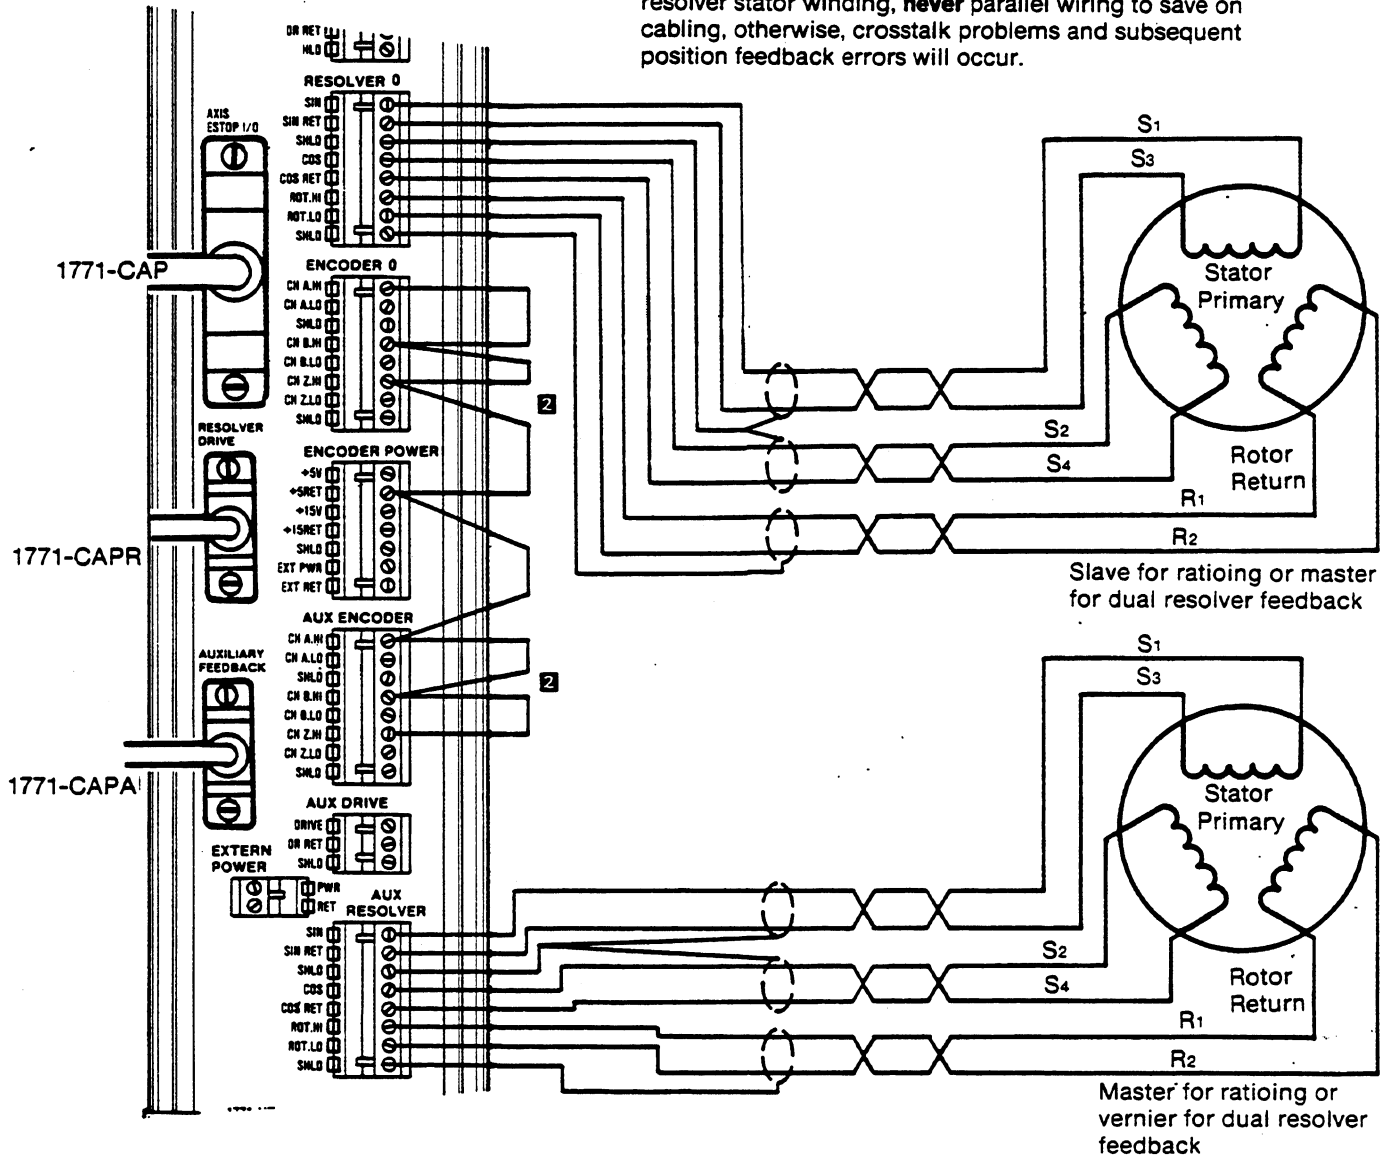 resolver stator winding, never parallel wiring to save on
cabling, otherwise, crosstalk problems and subsequent
position feedback errors will occur.
DR RET
HLD
RESOLVER 0
SIN
SIN RET
SHLD
COS
COS RET
ROT.HI
ROT.LO
SHLD
AXIS
ESTOP I/O
1771-CAP
ENCODER 0
CH A.HI
CH A.LO
SHLD
CH B.HI
CH B.LO
CH Z.HI
CH Z.LO
SHLD
2
RESOLVER
DRIVE
1771-CAPR
ENCODER POWER
+5V
+5RET
+15V
+15RET
SHLD
EXT PWR
EXT RET
S1
S3
Stator
Primary
S2
S4
Rotor
Return
R1
R2
Slave for ratioing or master
for dual resolver feedback
AUX ENCODER
CH A.HI
CH A.LO
SHLD
CH B.HI
CH B.LO
CH Z.HI
CH Z.LO
SHLD
2
AUXILIARY
FEEDBACK
1771-CAPA
AUX DRIVE
DRIVE
DR RET
SHLD
EXTERN
POWER
PWR
RET
AUX
RESOLVER
SIN
SIN RET
SHLD
COS
COS RET
ROT.HI
ROT.LO
SHLD
S1
S3
Stator
Primary
S2
S4
Rotor
Return
R1
R2
Master for ratioing or
vernier for dual resolver
feedback